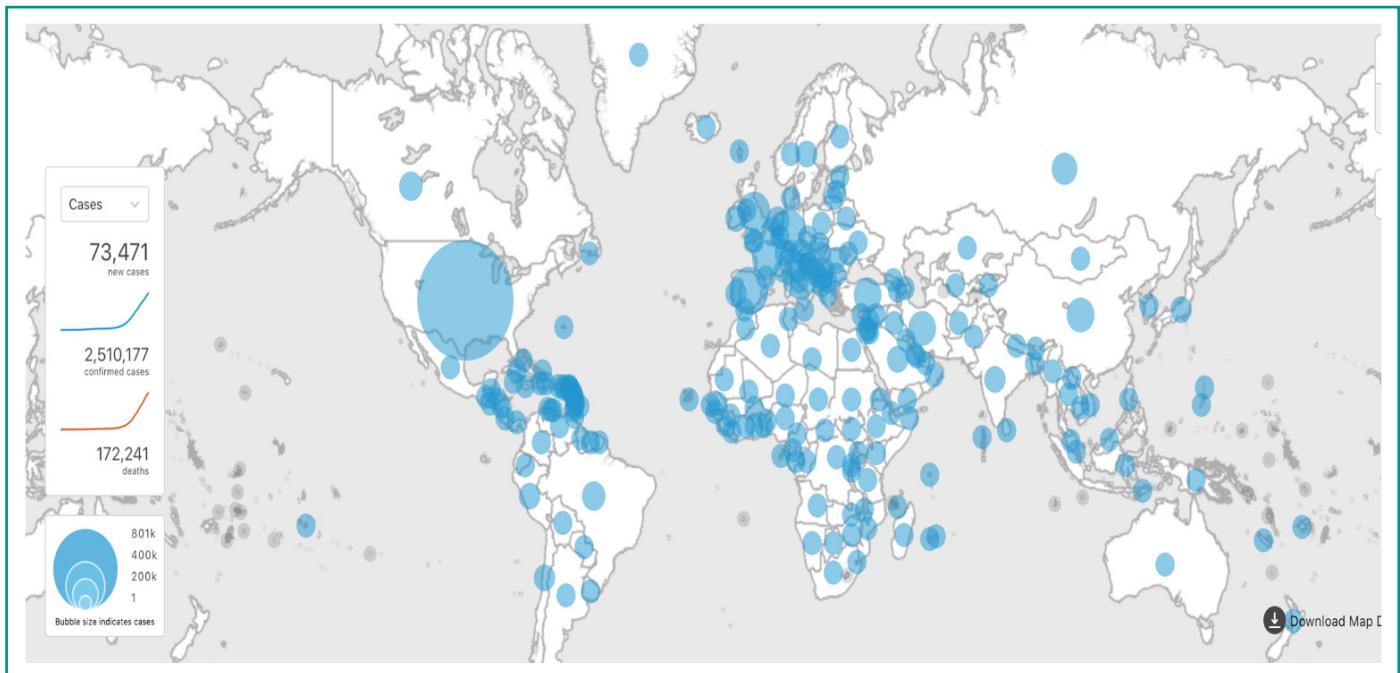 Cases
73,471
new cases
2,510,177
confirmed cases
172,241
deaths
801k
400k
200k
1
Bubble size indicates cases
Download Map D